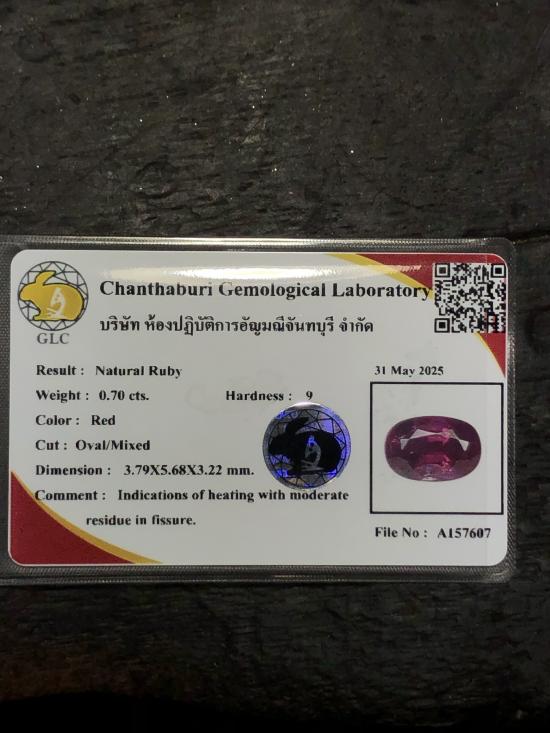 Chanthaburi Gemological Laboratory
GLC
บริษัท ห้องปฏิบัติการอัญมณีจันทบุรี จำกัด
Result : Natural Ruby
31 May 2025
Weight : 0.70 cts. Hardness : 9
Color : Red
Cut : Oval/Mixed
Dimension : 3.79X5.68X3.22 mm.
Comment : Indications of heating with moderate
residue in fissure.
File No : A157607